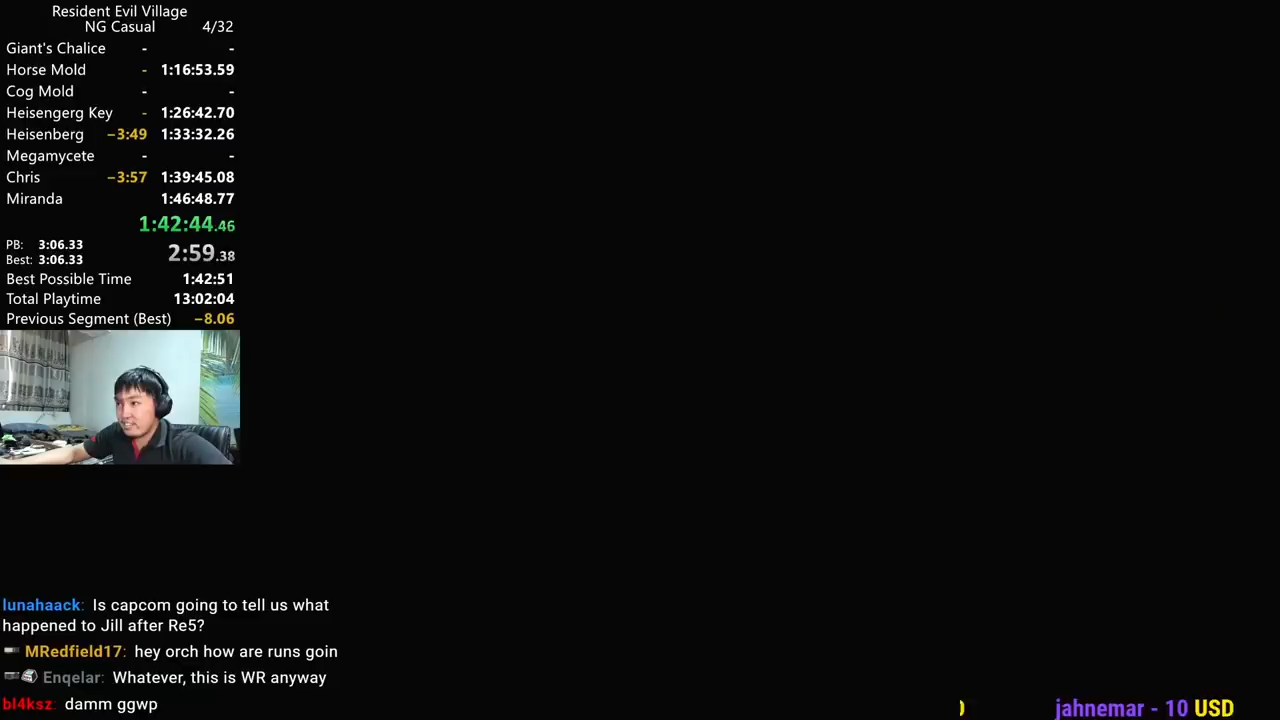 Resident Evil Village
NG Casual 4/32
Giant's Chalice - -
Horse Mold - 1:16:53.59
Cog Mold - -
Heisengerg Key - 1:26:42.70
Heisenberg −3:49 1:33:32.26
Megamycete - -
Chris −3:57 1:39:45.08
Miranda 1:46:48.77
1:42:44.46
PB: 3:06.33
Best: 3:06.33
2:59.38
Best Possible Time 1:42:51
Total Playtime 13:02:04
Previous Segment (Best) −8.06
lunahaack: Is capcom going to tell us what
happened to Jill after Re5?
MRedfield17: hey orch how are runs goin
Enqelar: Whatever, this is WR anyway
bl4ksz: damm ggwp
jahnemar - 10 USD